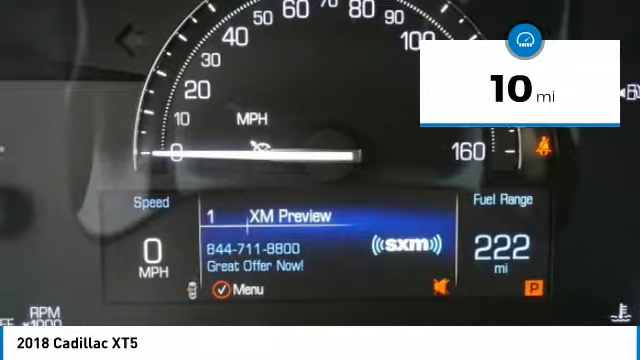 60
70
80
50
90
40
100
30
20
10
MPH
0
160
10 mi
Speed
0
MPH
1 XM Preview
844-711-8800
Great Offer Now!
((sxm))
Menu
Fuel Range
222
mi
P
RPM
x1000
2018 Cadillac XT5